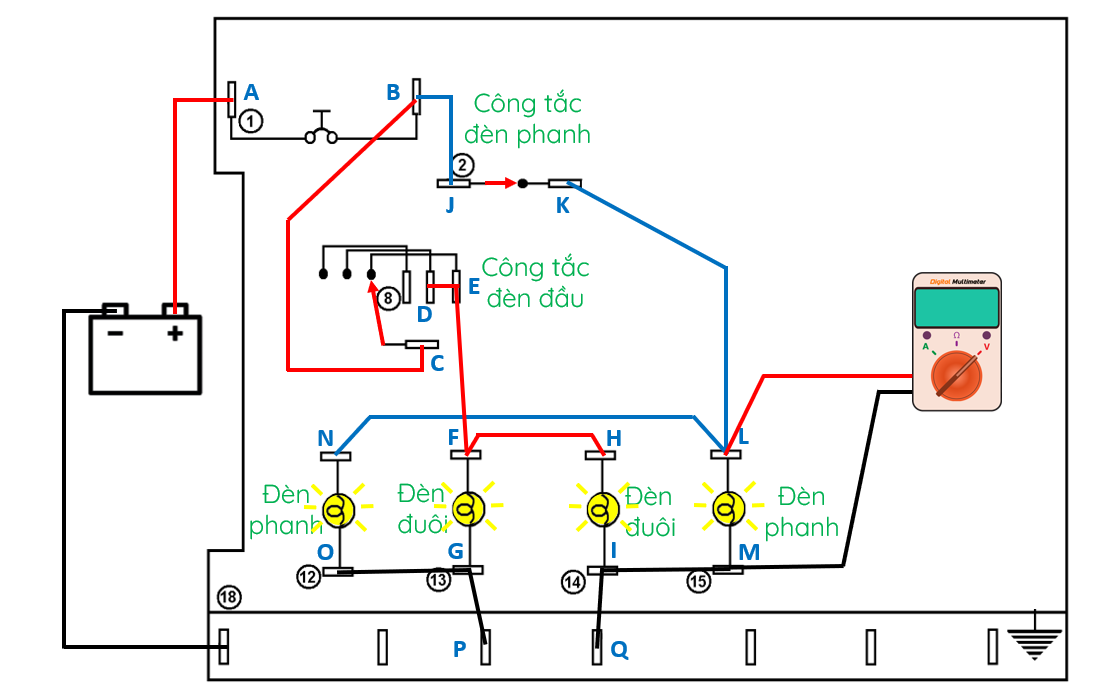 A
B
1
Công tắc
đèn phanh
2
J
K
Công tắc
đèn đầu
E
8
D
C
−
+
Digital Multimeter
Ω
A
V
N
F
H
L
Đèn
phanh
Đèn
đuôi
Đèn
đuôi
Đèn
phanh
O
G
I
M
12
13
14
15
18
P
Q